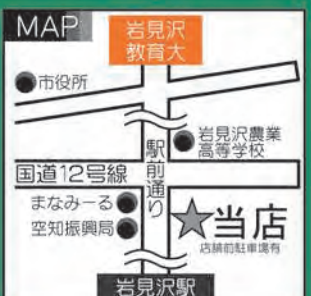 MAP
岩見沢
教育大
市役所
岩見沢農業
高等学校
駅前通り
国道12号線
まなみーる
空知振興局
当店
店舗前駐車場有
岩見沢駅